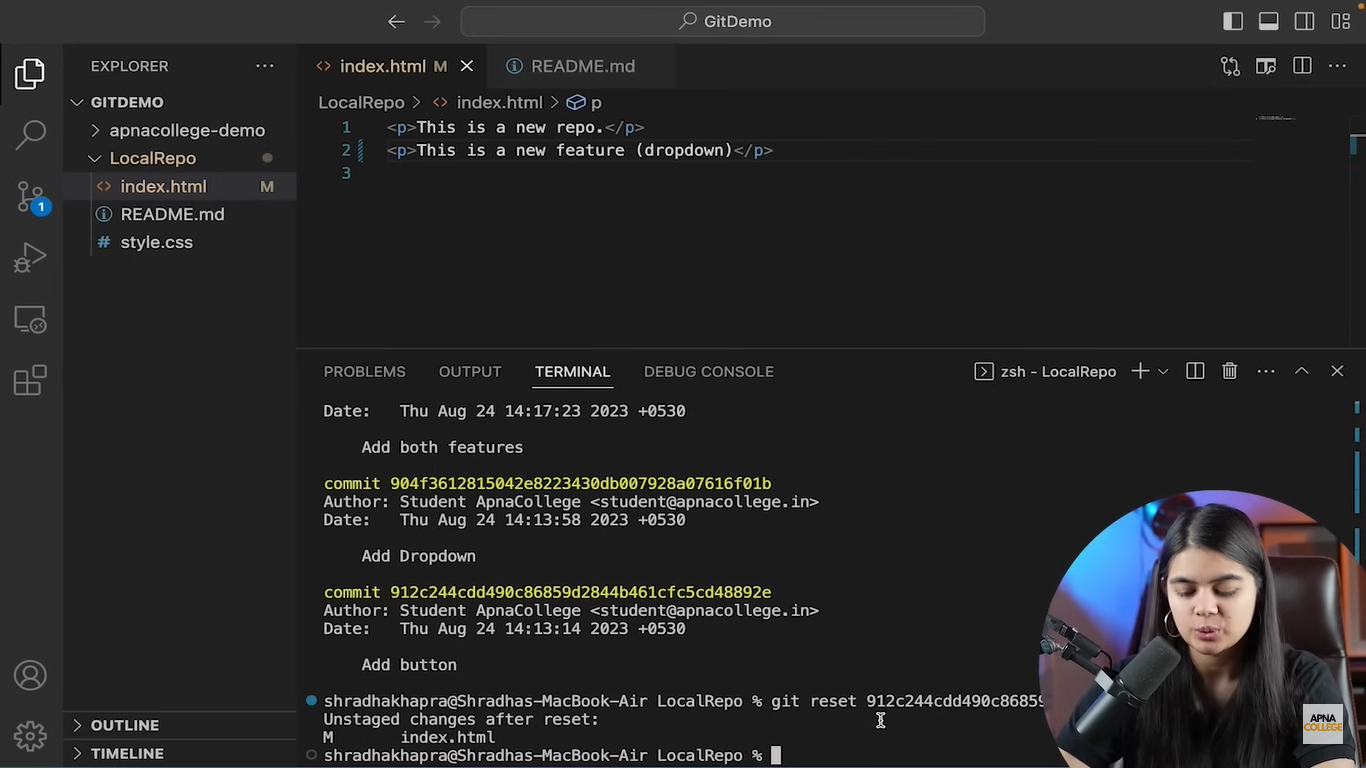 GitDemo
EXPLORER
index.html M
README.md
GITDEMO
apnacollege-demo
LocalRepo
index.html M
README.md
style.css
1
OUTLINE
TIMELINE
LocalRepo > index.html > p
1 <p>This is a new repo.</p>
2 <p>This is a new feature (dropdown)</p>
3
PROBLEMS OUTPUT TERMINAL DEBUG CONSOLE
zsh - LocalRepo
Date: Thu Aug 24 14:17:23 2023 +0530
Add both features
commit 904f3612815042e8223430db007928a07616f01b
Author: Student ApnaCollege <student@apnacollege.in>
Date: Thu Aug 24 14:13:58 2023 +0530
Add Dropdown
commit 912c244cdd490c86859d2844b461cfc5cd48892e
Author: Student ApnaCollege <student@apnacollege.in>
Date: Thu Aug 24 14:13:14 2023 +0530
Add button
shradhakhapra@Shradhas-MacBook-Air LocalRepo % git reset 912c244cdd490c86859
Unstaged changes after reset:
M index.html
shradhakhapra@Shradhas-MacBook-Air LocalRepo %
APNA
COLLEGE